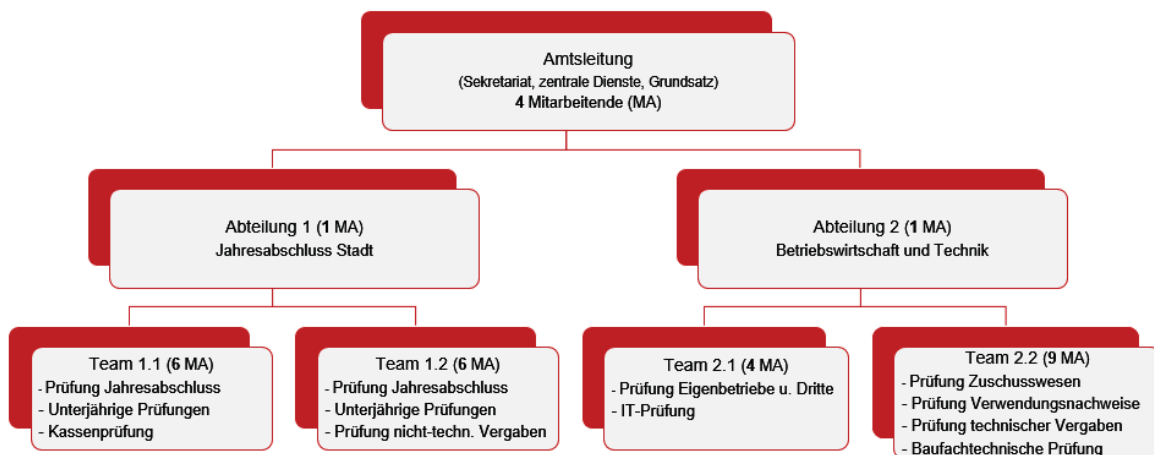 Amtsleitung
(Sekretariat, zentrale Dienste, Grundsatz)
4 Mitarbeitende (MA)
Abteilung 1 (1 MA)
Jahresabschluss Stadt
Abteilung 2 (1 MA)
Betriebswirtschaft und Technik
Team 1.1 (6 MA)
- Prüfung Jahresabschluss
- Unterjährige Prüfungen
- Kassenprüfung
Team 1.2 (6 MA)
- Prüfung Jahresabschluss
- Unterjährige Prüfungen
- Prüfung nicht-techn. Vergaben
Team 2.1 (4 MA)
- Prüfung Eigenbetriebe u. Dritte
- IT-Prüfung
Team 2.2 (9 MA)
- Prüfung Zuschusswesen
- Prüfung Verwendungsnachweise
- Prüfung technischer Vergaben
- Baufachtechnische Prüfung